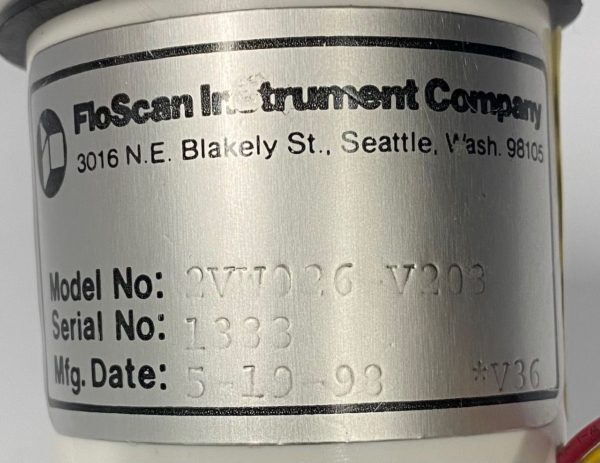 FloScan Instrument Company
3016 N.E. Blakely St., Seattle, Wash. 98105
Model No: 2VW026 V203
Serial No: 1333
Mfg. Date: 5-19-93 *V36